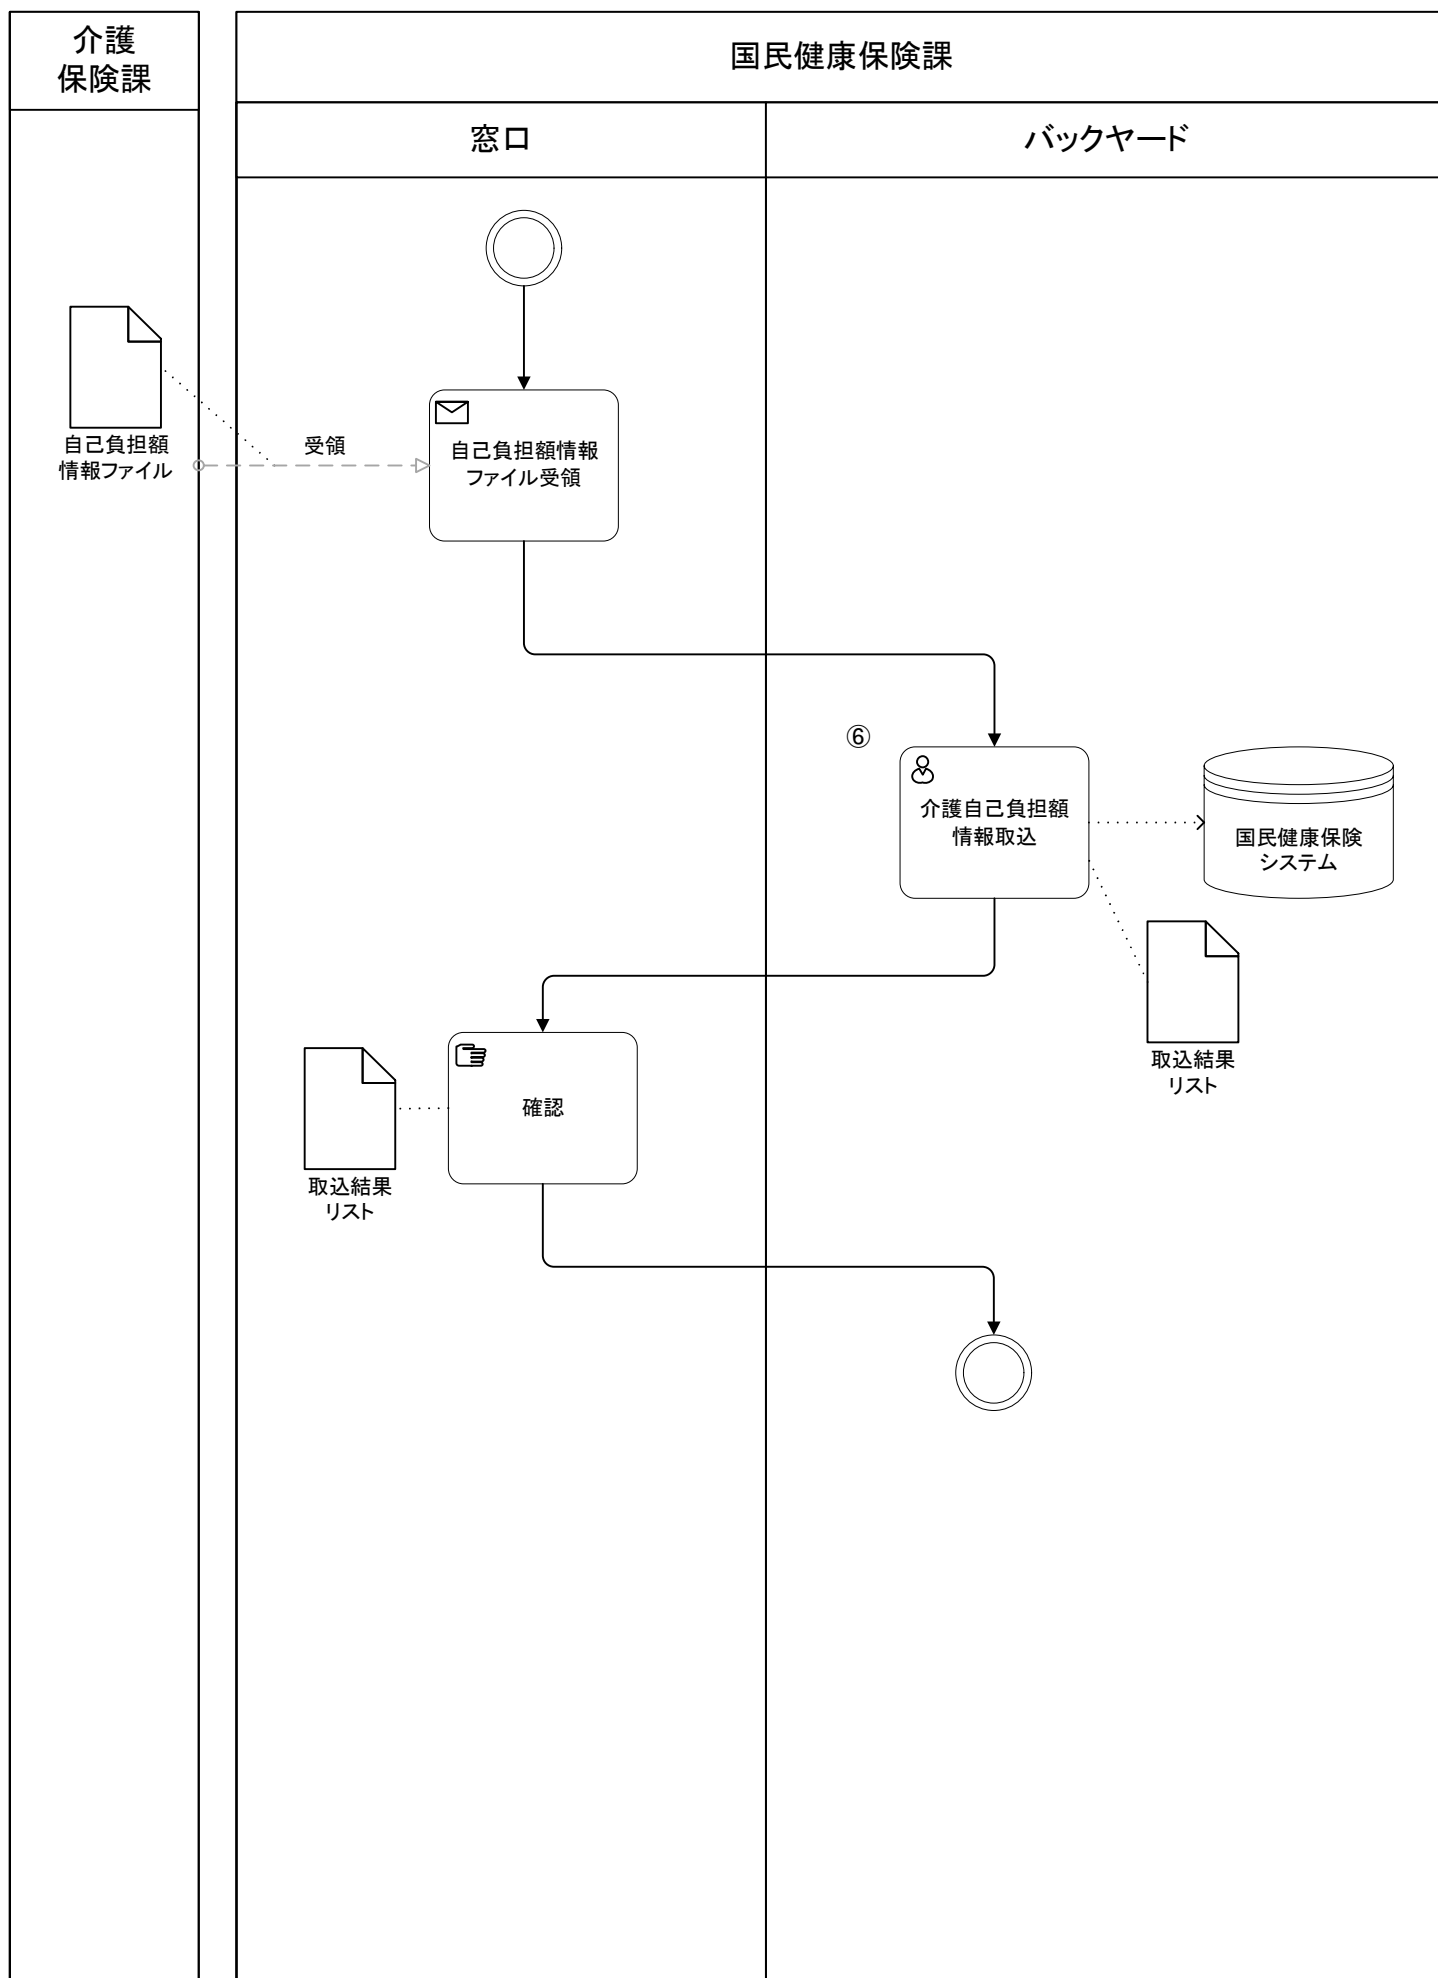 介護
保険課
国民健康保険課
窓口
バックヤード
自己負担額
情報ファイル
受領
自己負担額情報
ファイル受領
⑥
介護自己負担額
情報取込
国民健康保険
システム
取込結果
リスト
確認
取込結果
リスト